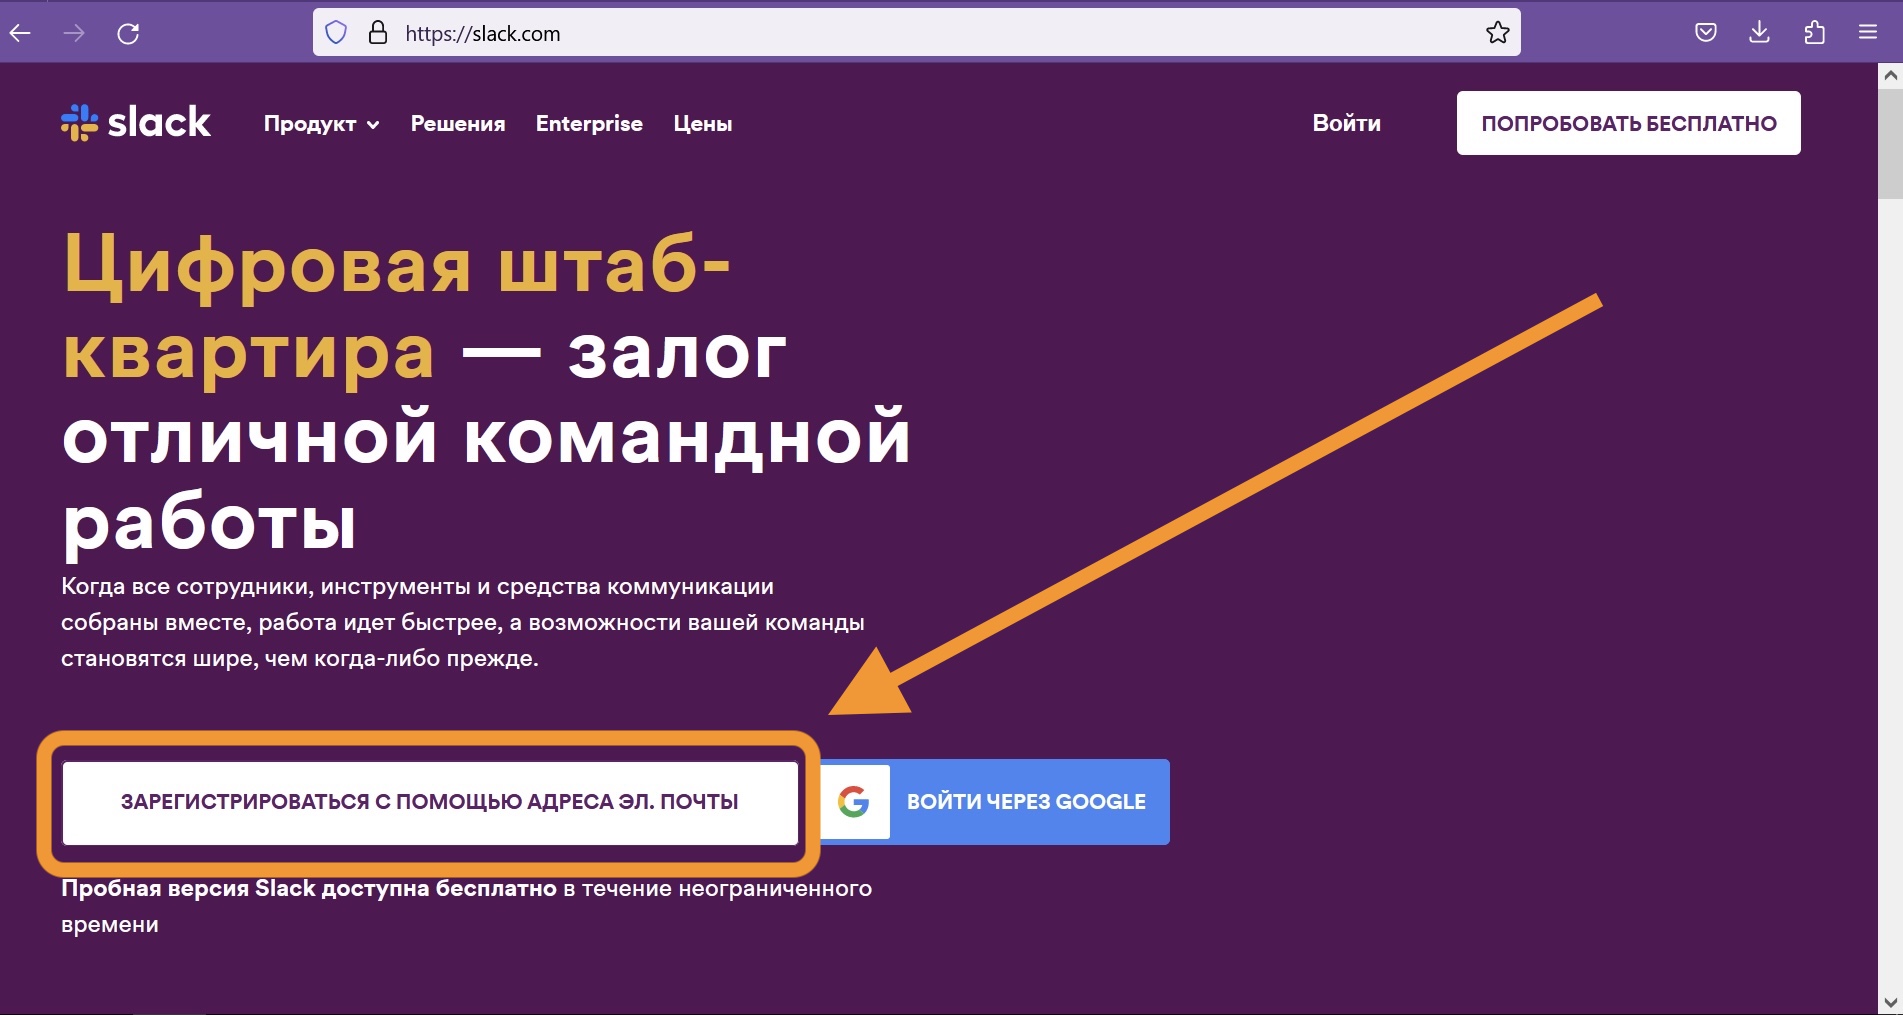 https://slack.com
slack
Продукт
Решения
Enterprise
Цены
Войти
ПОПРОБОВАТЬ БЕСПЛАТНО
Цифровая штаб-
квартира — залог
отличной командной
работы
Когда все сотрудники, инструменты и средства коммуникации
собраны вместе, работа идет быстрее, а возможности вашей команды
становятся шире, чем когда-либо прежде.
ЗАРЕГИСТРИРОВАТЬСЯ С ПОМОЩЬЮ АДРЕСА ЭЛ. ПОЧТЫ
G
ВОЙТИ ЧЕРЕЗ GOOGLE
Пробная версия Slack доступна бесплатно в течение неограниченного
времени